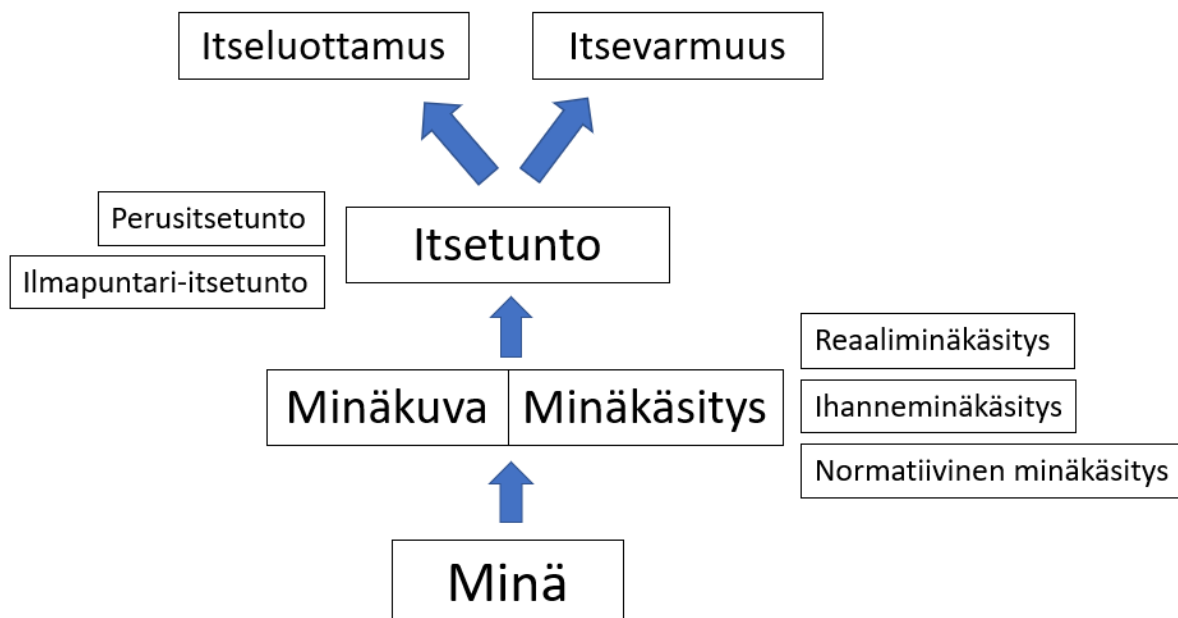 Itseluottamus
Itsevarmuus
Perusitsetunto
Itsetunto
Ilmapuntari-itsetunto
Reaaliminäkäsitys
Minäkuva
Minäkäsitys
Ihanneminäkäsitys
Normatiivinen minäkäsitys
Minä